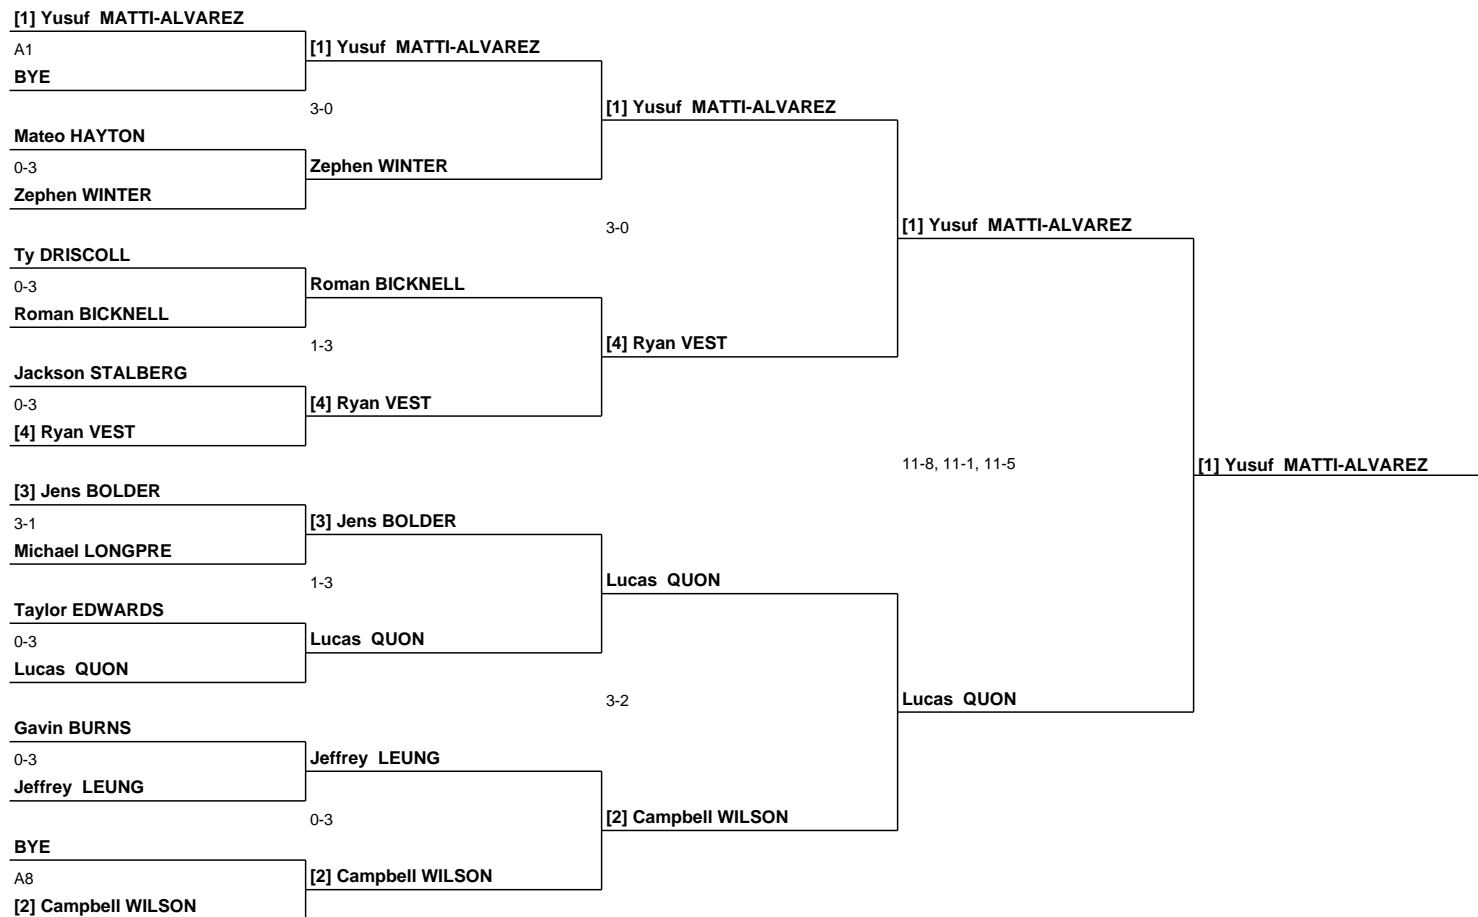 [1] Yusuf  MATTI-ALVAREZ
A1
BYE
[1] Yusuf  MATTI-ALVAREZ
3-0
Mateo HAYTON
0-3
Zephen WINTER
Zephen WINTER
[1] Yusuf  MATTI-ALVAREZ
3-0
Ty DRISCOLL
0-3
Roman BICKNELL
Roman BICKNELL
1-3
Jackson STALBERG
0-3
[4] Ryan VEST
[4] Ryan VEST
[4] Ryan VEST
[1] Yusuf  MATTI-ALVAREZ
11-8, 11-1, 11-5
[1] Yusuf  MATTI-ALVAREZ
[3] Jens BOLDER
3-1
Michael LONGPRE
[3] Jens BOLDER
1-3
Taylor EDWARDS
0-3
Lucas  QUON
Lucas  QUON
Lucas  QUON
3-2
Gavin BURNS
0-3
Jeffrey  LEUNG
Jeffrey  LEUNG
0-3
BYE
A8
[2] Campbell WILSON
[2] Campbell WILSON
[2] Campbell WILSON
Lucas  QUON